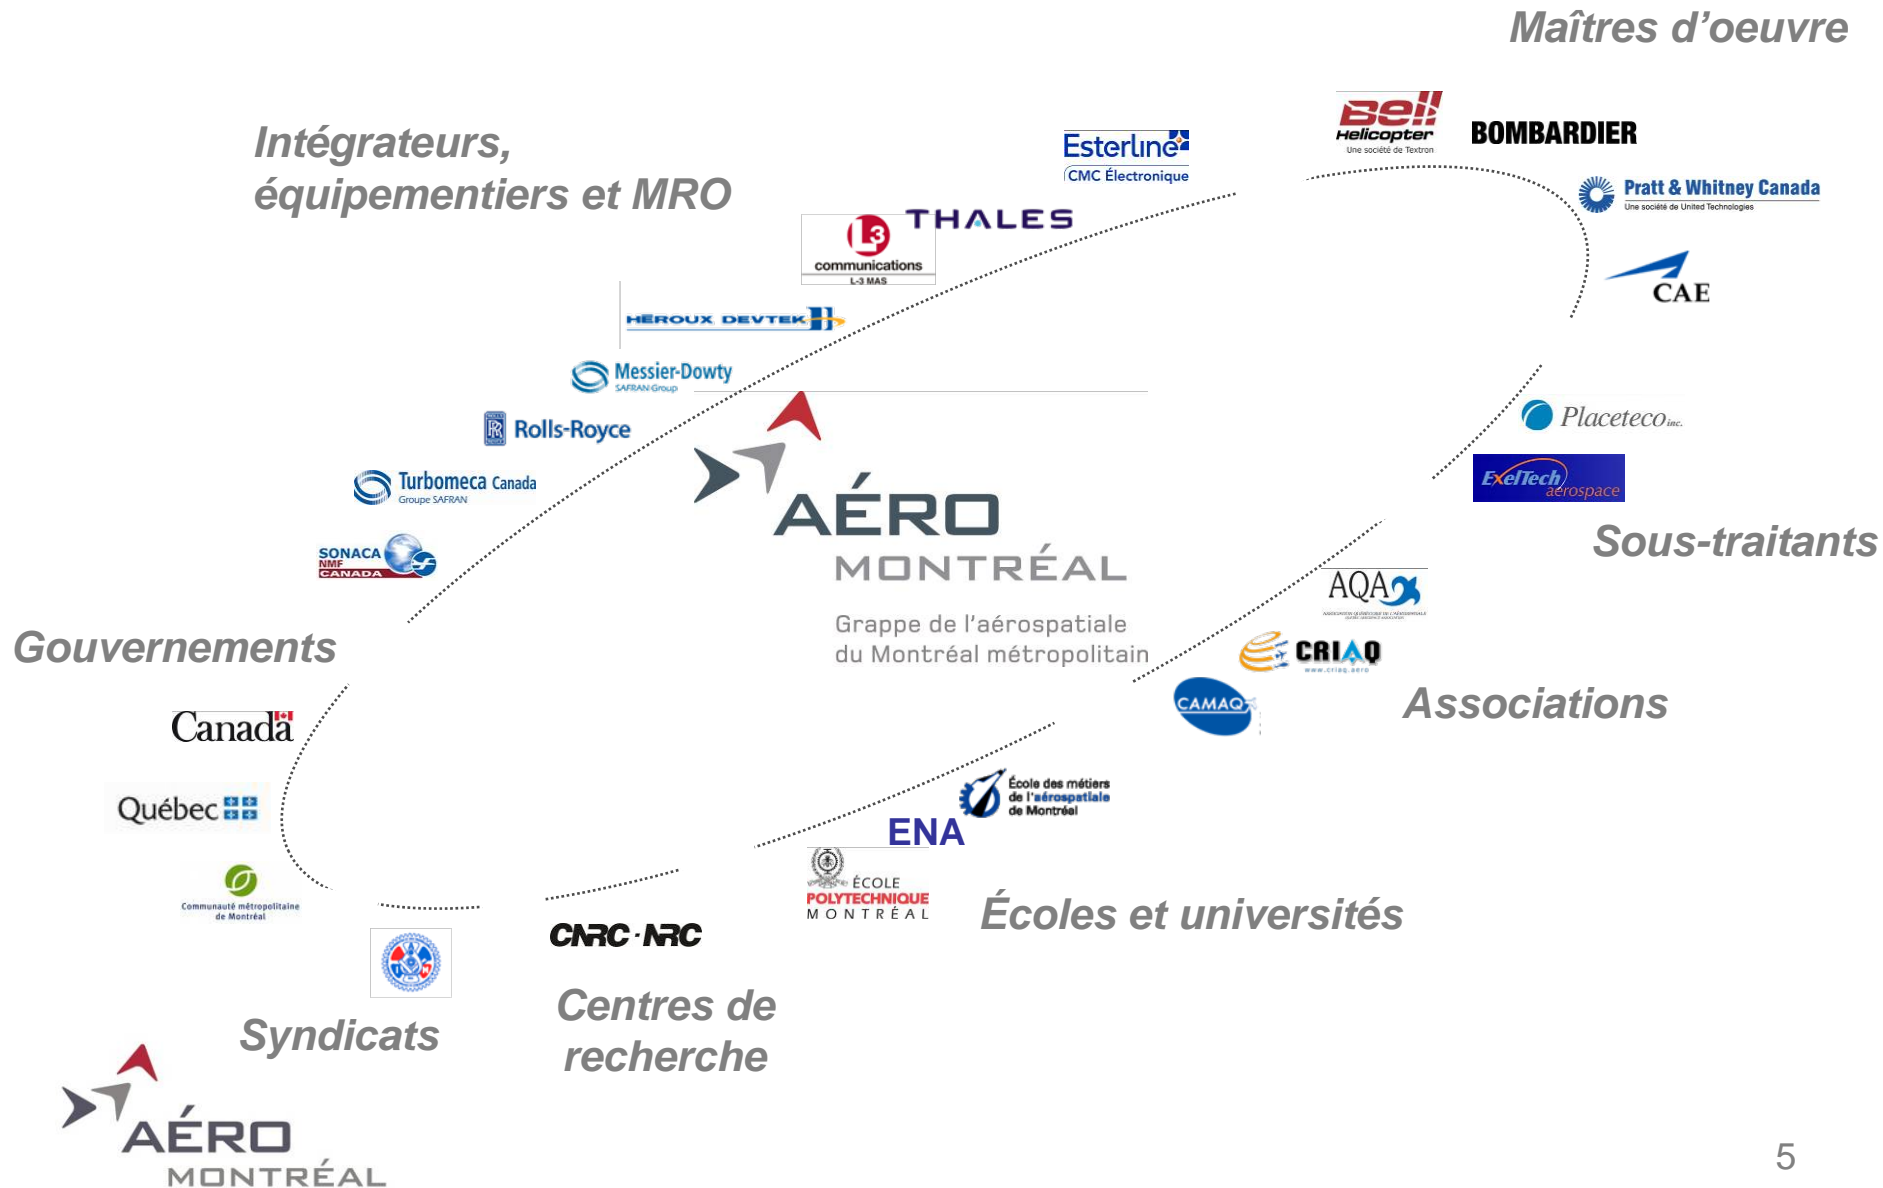 Maîtres d'oeuvre
Bell
Helicopter
Une société de Textron
BOMBARDIER
Intégrateurs,
équipementiers et MRO
Esterline
CMC Électronique
Pratt & Whitney Canada
Une société de United Technologies
THALES
L3
communications
L-3 MAS
CAE
HÉROUX DEVTEK
Messier-Dowty
SAFRAN Group
Rolls-Royce
Placeteco inc.
Turbomeca Canada
Groupe SAFRAN
ExelTech
aerospace
AÉRO
MONTRÉAL
Grappe de l'aérospatiale
du Montréal métropolitain
Sous-traitants
SONACA
NMF
CANADA
AQA
CRIAQ
www.criaq.aero
Gouvernements
CAMAQ
Associations
Canada
Québec
École des métiers
de l'aérospatiale
de Montréal
ENA
ÉCOLE
POLYTECHNIQUE
MONTRÉAL
Communauté métropolitaine
de Montréal
Écoles et universités
CNRC·NRC
Centres de
recherche
Syndicats
AÉRO
MONTRÉAL
5